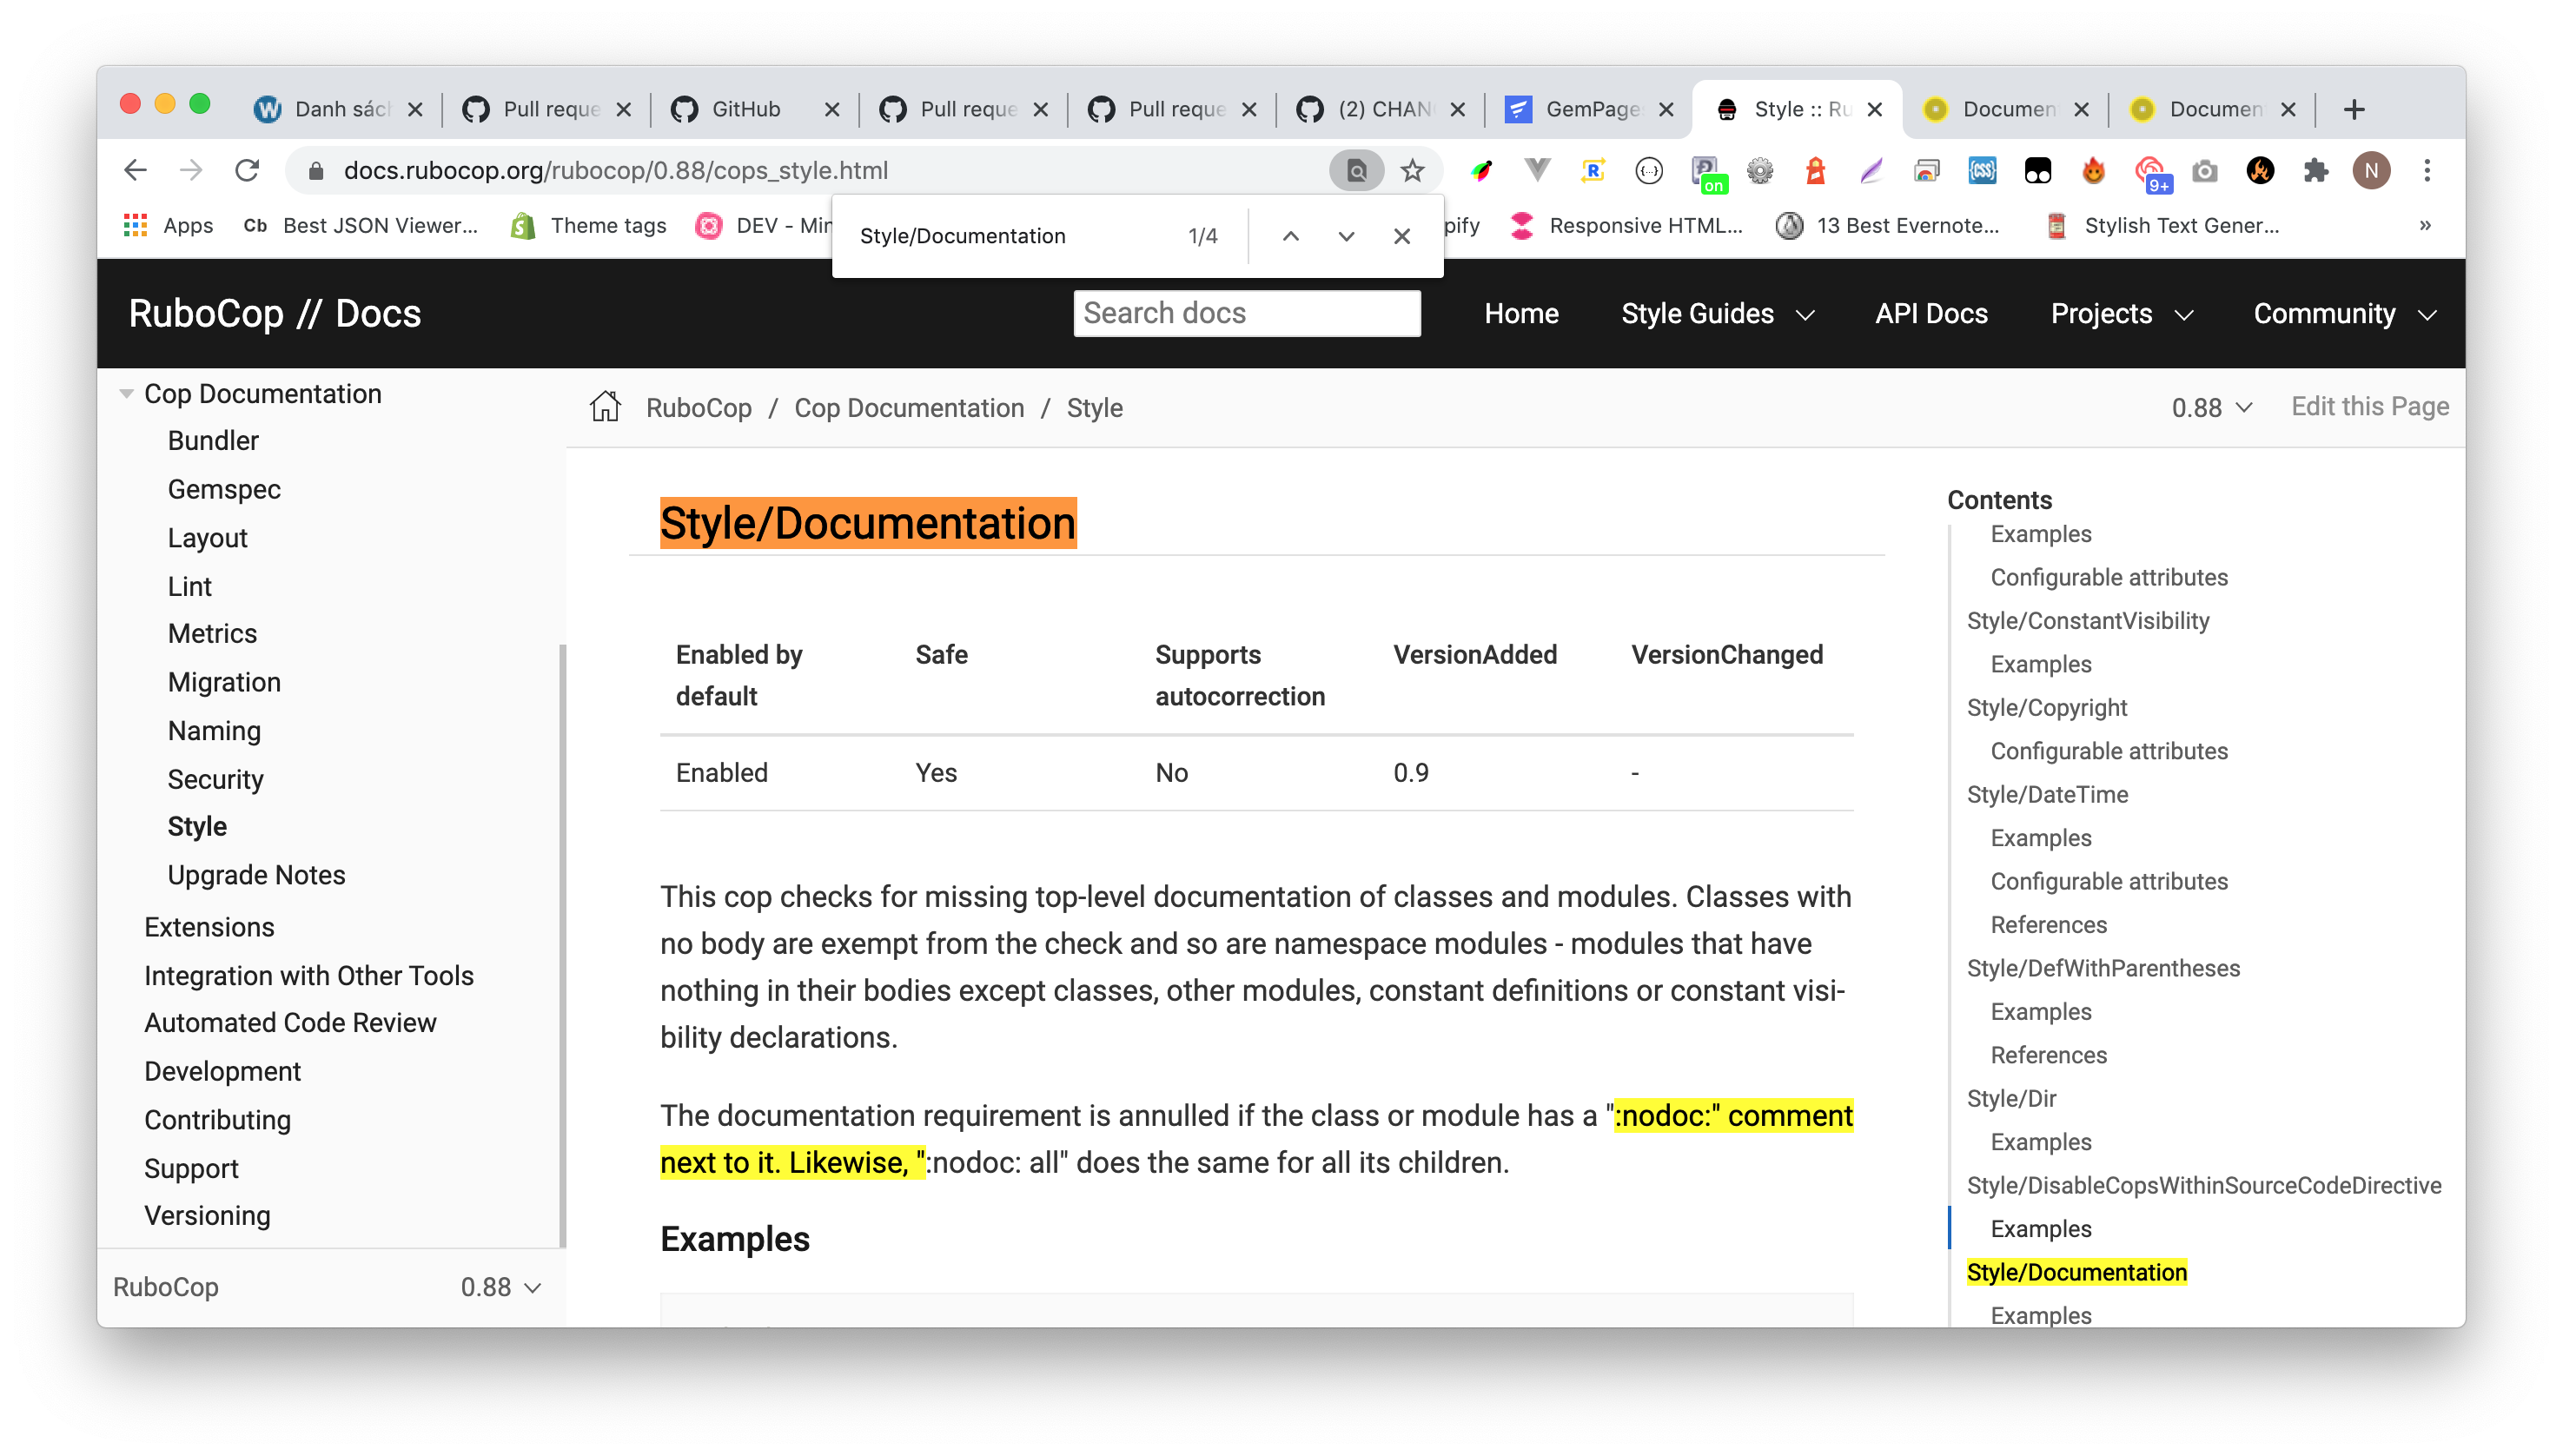 Danh sách
Pull reque
GitHub
Pull reque
Pull reque
(2) CHAN
GemPage
Style :: Ru
Documen
Documen
docs.rubocop.org/rubocop/0.88/cops_style.html
on
9+
N
Apps
Cb Best JSON Viewer...
Theme tags
DEV - Min
pify
Responsive HTML...
13 Best Evernote...
Stylish Text Gener...
»
Style/Documentation 1/4
RuboCop // Docs
Search docs
Home
Style Guides
API Docs
Projects
Community
Cop Documentation
Bundler
Gemspec
Layout
Lint
Metrics
Migration
Naming
Security
Style
Upgrade Notes
Extensions
Integration with Other Tools
Automated Code Review
Development
Contributing
Support
Versioning
RuboCop 0.88
RuboCop / Cop Documentation / Style
0.88
Edit this Page
Style/Documentation
Enabled by default
Safe
Supports autocorrection
VersionAdded
VersionChanged
Enabled
Yes
No
0.9
-
This cop checks for missing top-level documentation of classes and modules. Classes with
no body are exempt from the check and so are namespace modules - modules that have
nothing in their bodies except classes, other modules, constant definitions or constant visi-
bility declarations.
The documentation requirement is annulled if the class or module has a ":nodoc:" comment
next to it. Likewise, ":nodoc: all" does the same for all its children.
Examples
Contents
Examples
Configurable attributes
Style/ConstantVisibility
Examples
Style/Copyright
Configurable attributes
Style/DateTime
Examples
Configurable attributes
References
Style/DefWithParentheses
Examples
References
Style/Dir
Examples
Style/DisableCopsWithinSourceCodeDirective
Examples
Style/Documentation
Examples